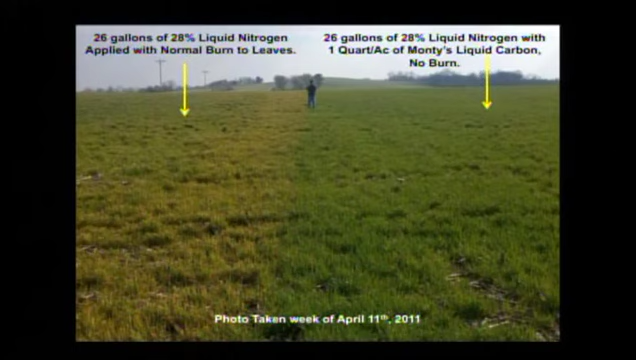 26 gallons of 28% Liquid Nitrogen
Applied with Normal Burn to Leaves.
26 gallons of 28% Liquid Nitrogen with
1 Quart/Ac of Monty's Liquid Carbon,
No Burn.
Photo Taken week of April 11th, 2011